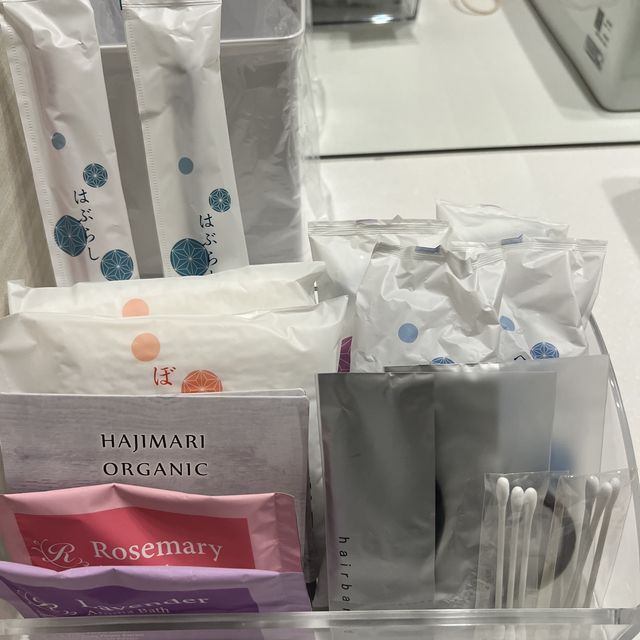 はぶらし
はぶらし
ぼ
HAJIMARI
ORGANIC
Rosemary
Lavender
hairba